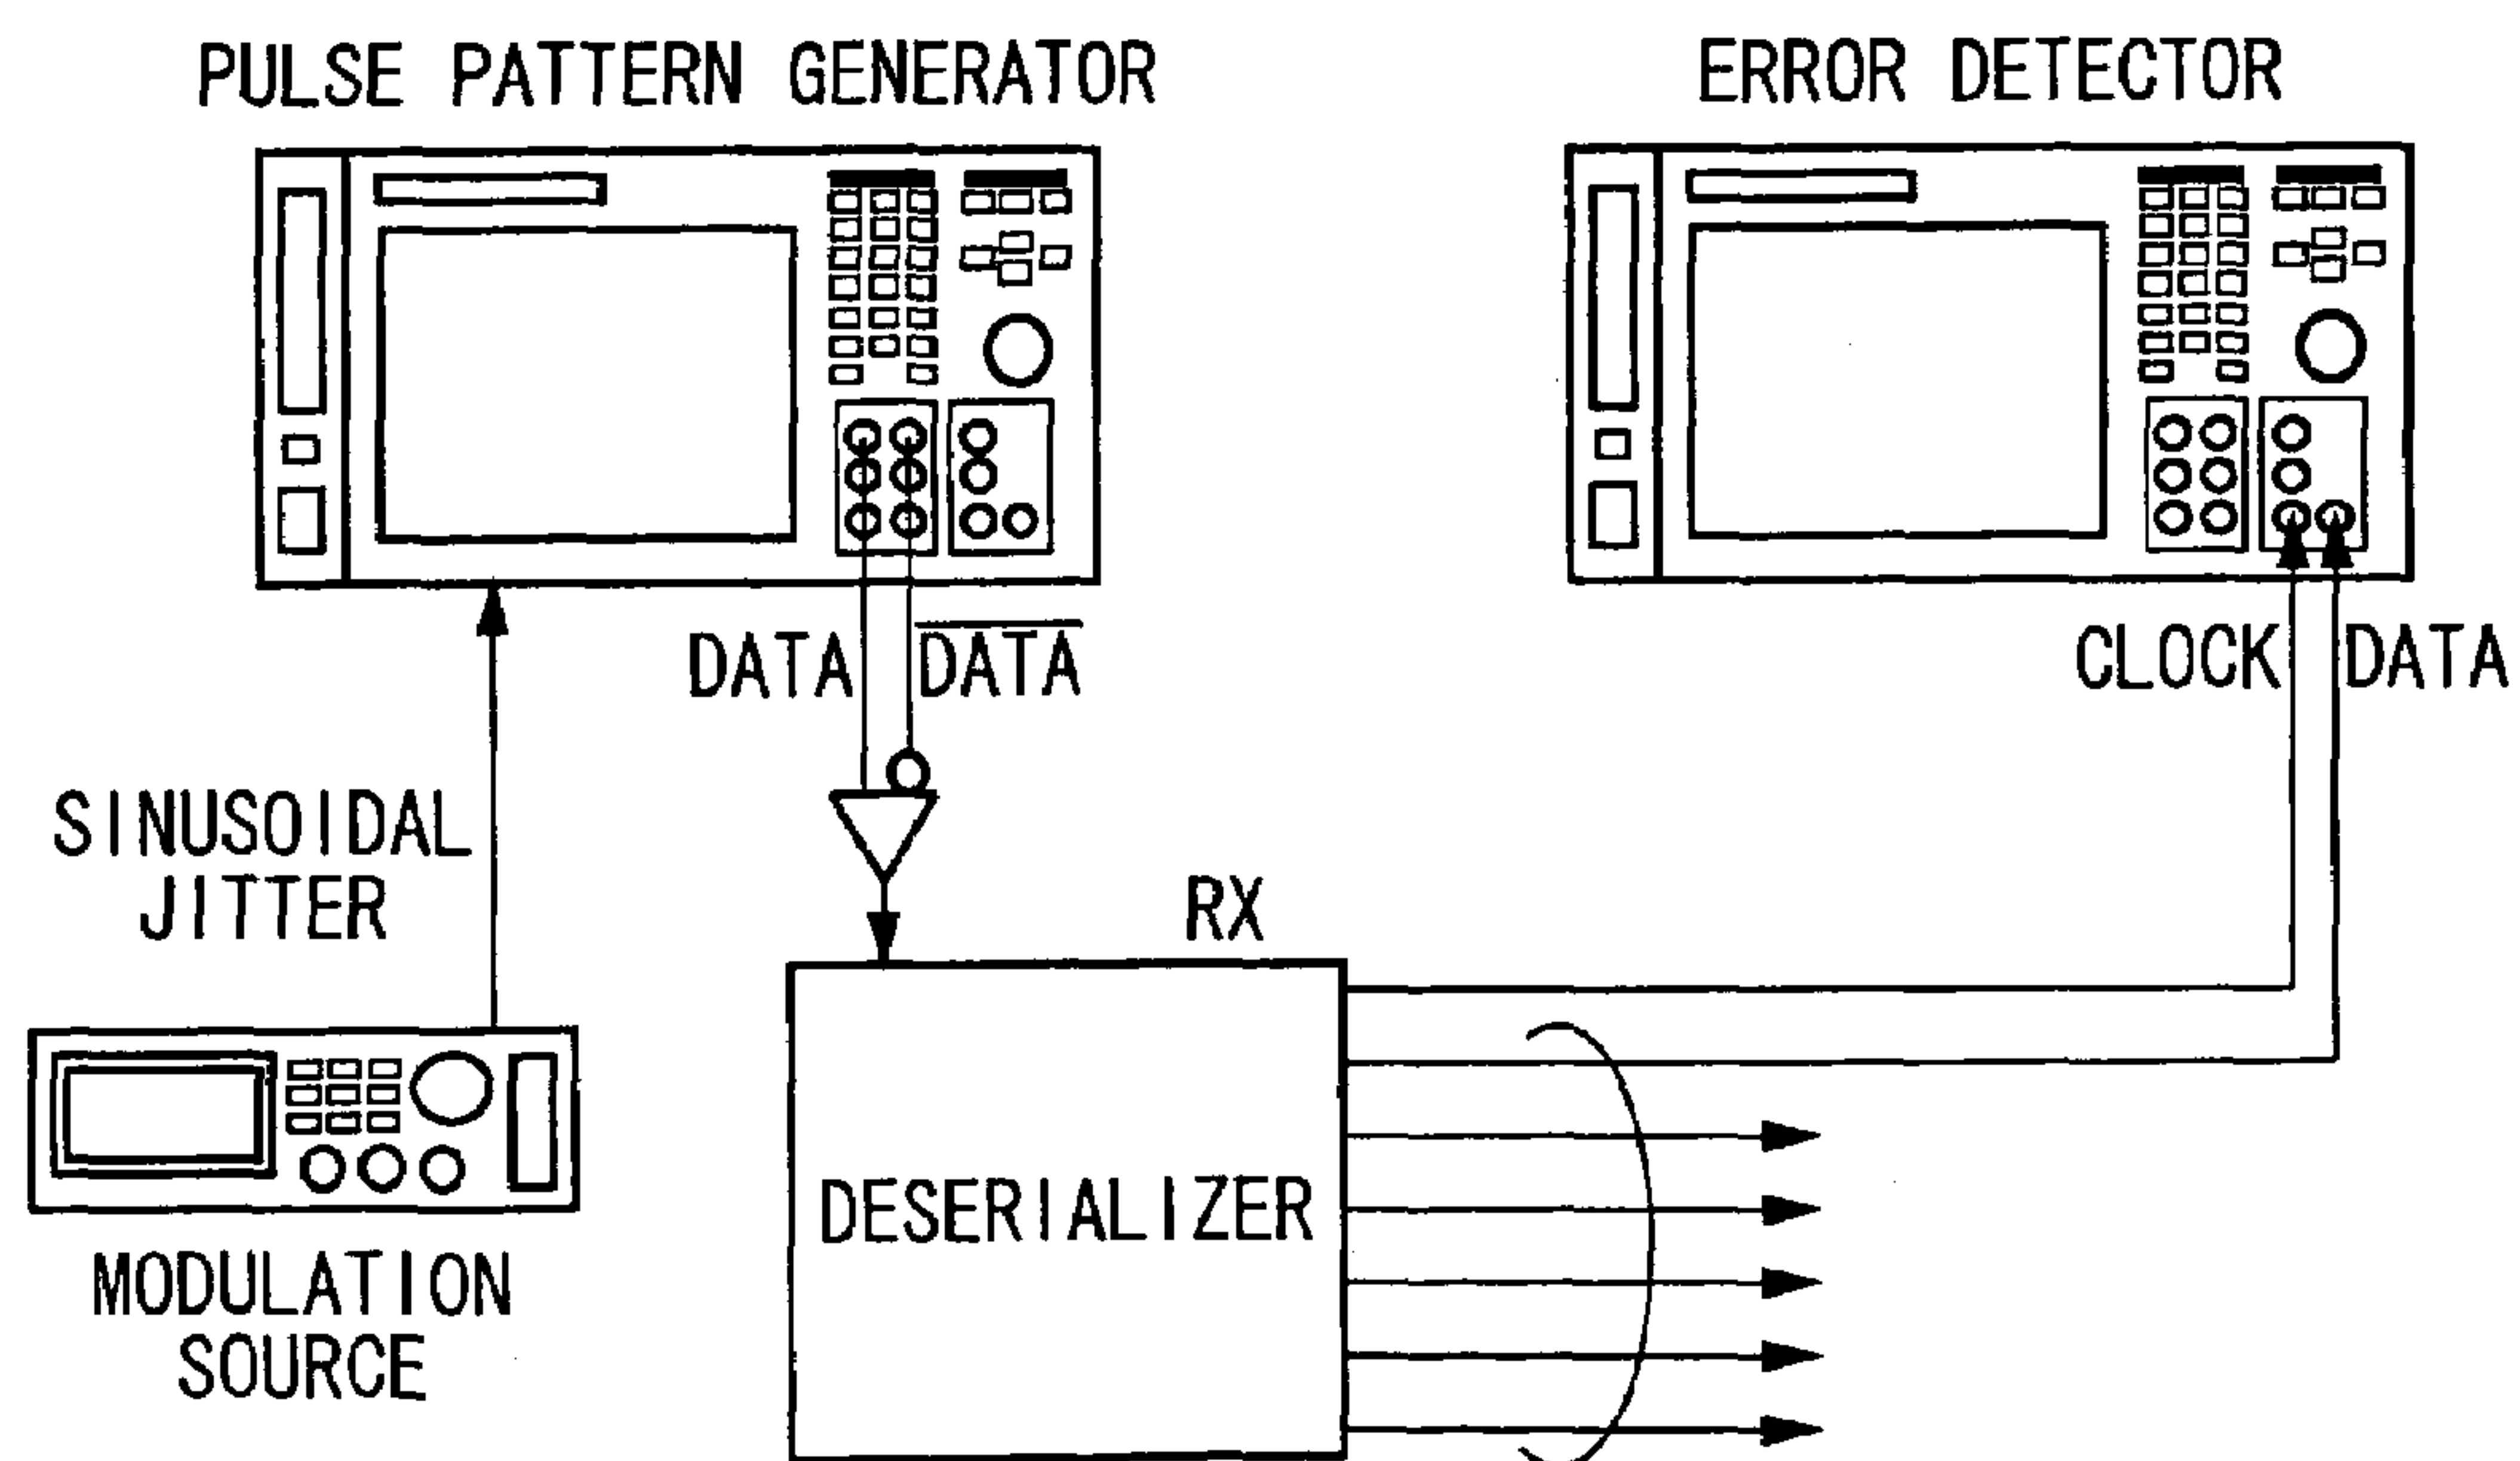 PULSE PATTERN GENERATOR
ERROR DETECTOR
DATA
DATA
CLOCK
DATA
SINUSOIDAL
JITTER
RX
DESERIALIZER
MODULATION
SOURCE